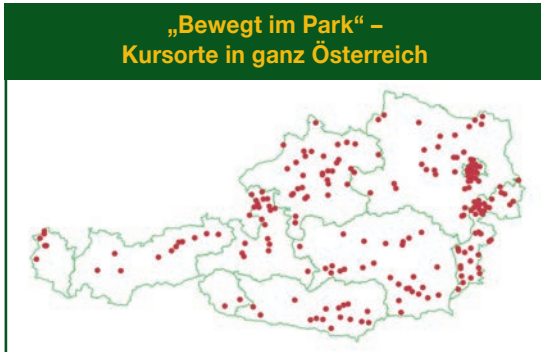 „Bewegt im Park“ –
Kursorte in ganz Österreich